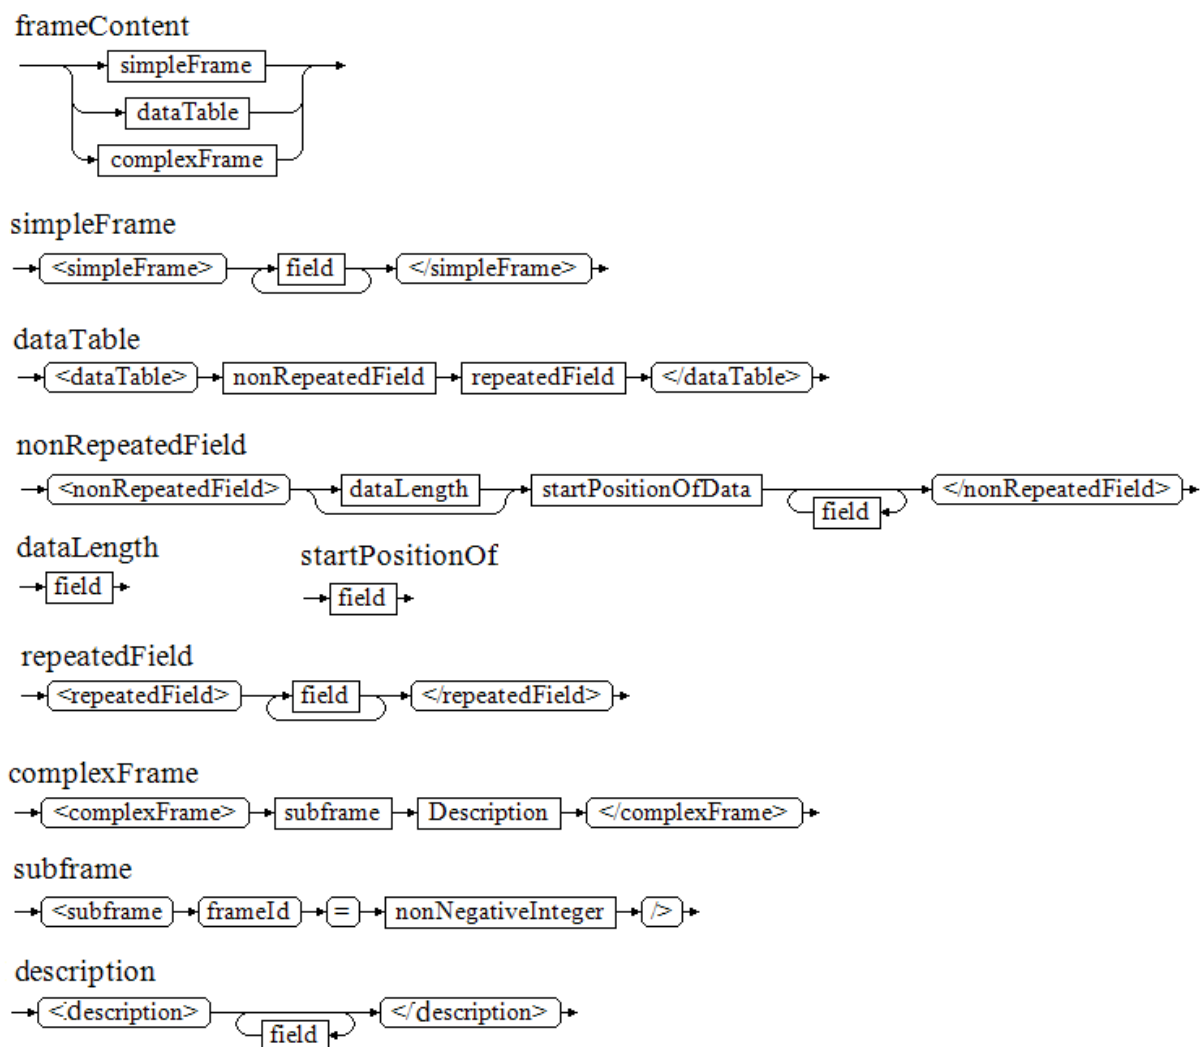 frameContent
simpleFrame
dataTable
complexFrame
simpleFrame
<simpleFrame> field </simpleFrame>
dataTable
<dataTable> nonRepeatedField repeatedField </dataTable>
nonRepeatedField
<nonRepeatedField> dataLength startPositionOfData </nonRepeatedField>
field
dataLength
field
startPositionOf
field
repeatedField
<repeatedField> field </repeatedField>
complexFrame
<complexFrame> subframe Description </complexFrame>
subframe
<subframe frameId = nonNegativeInteger />
description
<description> </description>
field